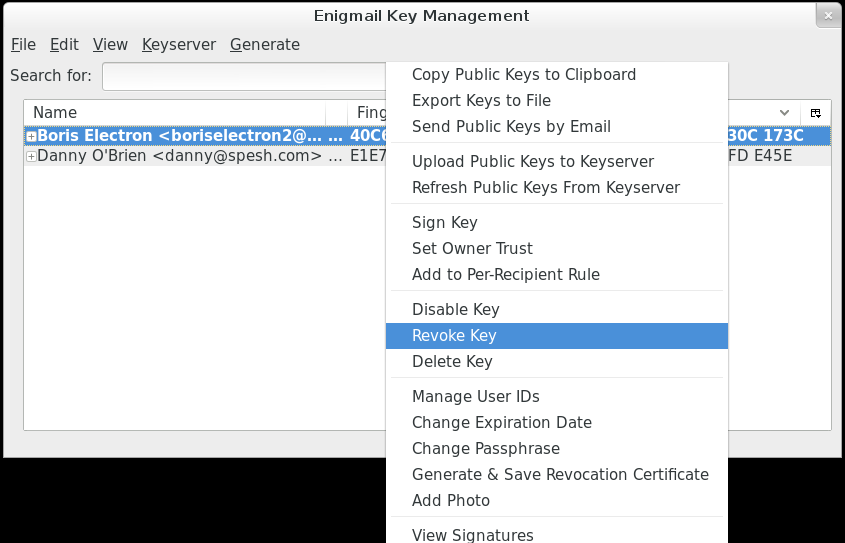 Enigmail Key Management
File Edit View Keyserver Generate
Search for:
Name Fing
Boris Electron <boriselectron2@... ... 40C6 30C 173C
Danny O'Brien <danny@spesh.com> ... E1E7 FD E45E
Copy Public Keys to Clipboard
Export Keys to File
Send Public Keys by Email
Upload Public Keys to Keyserver
Refresh Public Keys From Keyserver
Sign Key
Set Owner Trust
Add to Per-Recipient Rule
Disable Key
Revoke Key
Delete Key
Manage User IDs
Change Expiration Date
Change Passphrase
Generate & Save Revocation Certificate
Add Photo
View Signatures